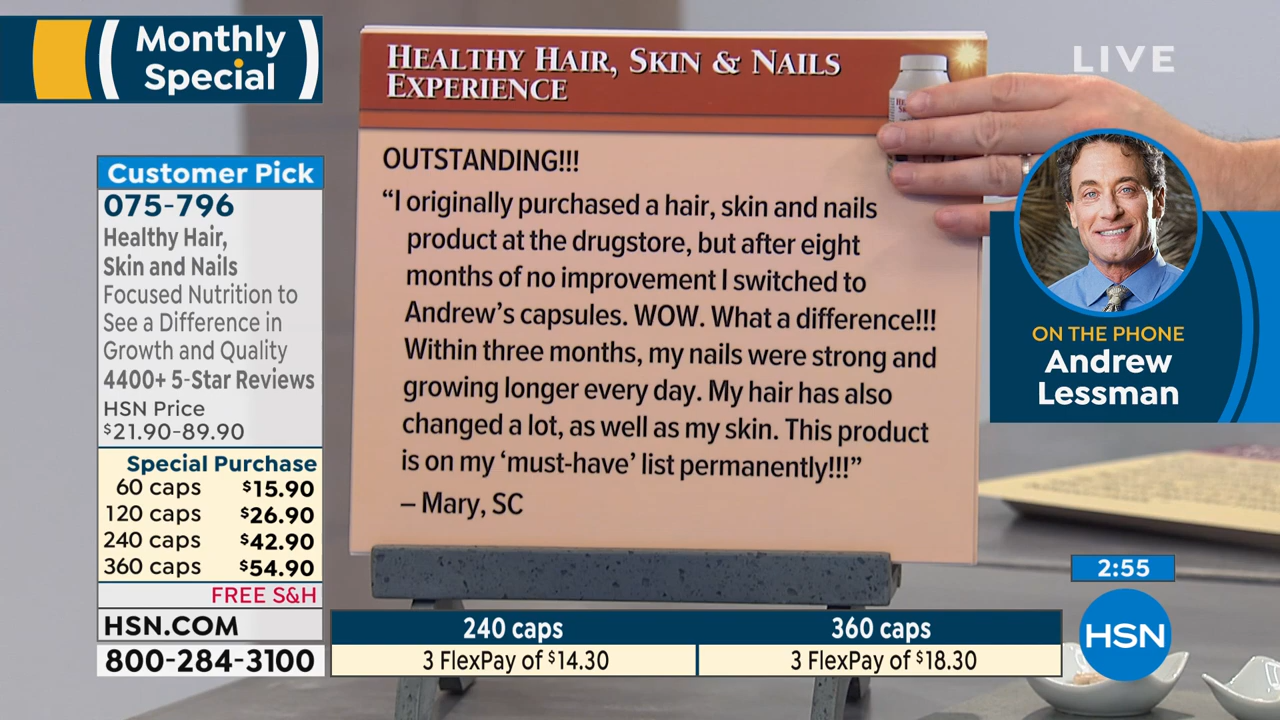 Monthly
Special
LIVE
HEALTHY HAIR, SKIN & NAILS
EXPERIENCE
OUTSTANDING!!!
“I originally purchased a hair, skin and nails
product at the drugstore, but after eight
months of no improvement I switched to
Andrew’s capsules. WOW. What a difference!!!
Within three months, my nails were strong and
growing longer every day. My hair has also
changed a lot, as well as my skin. This product
is on my ‘must-have’ list permanently!!!”
– Mary, SC
Customer Pick
075-796
Healthy Hair,
Skin and Nails
Focused Nutrition to
See a Difference in
Growth and Quality
4400+ 5-Star Reviews
HSN Price
$21.90-89.90
Special Purchase
60 caps $15.90
120 caps $26.90
240 caps $42.90
360 caps $54.90
FREE S&H
HSN.COM
800-284-3100
ON THE PHONE
Andrew
Lessman
2:55
HSN
240 caps 360 caps
3 FlexPay of $14.30 3 FlexPay of $18.30